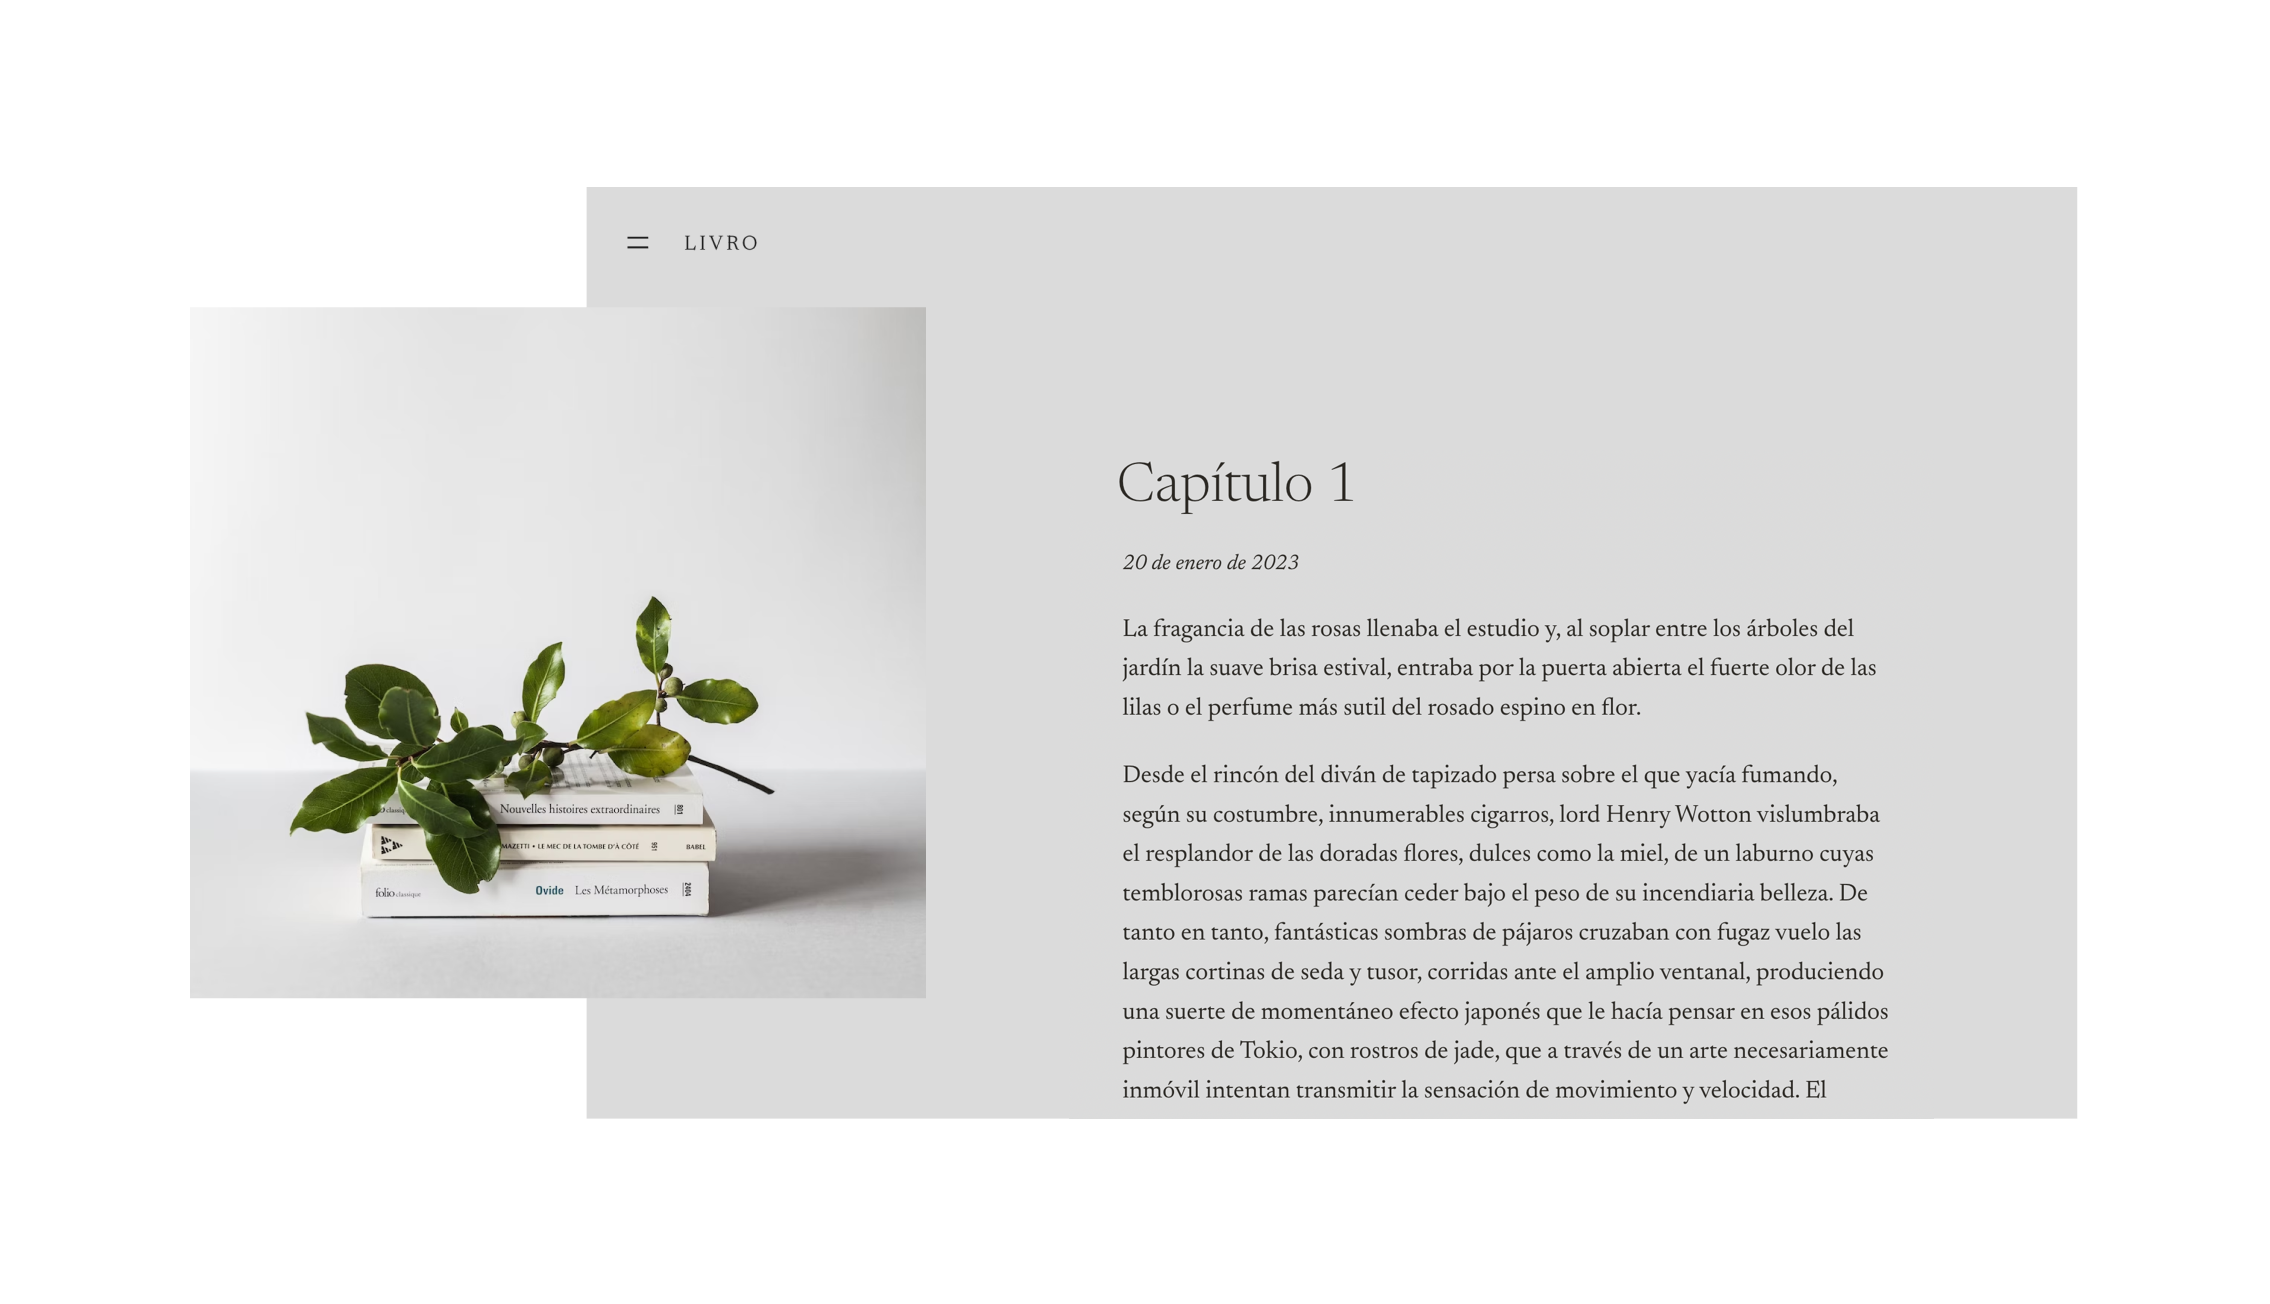 LIVRO
Capítulo 1
20 de enero de 2023
La fragancia de las rosas llenaba el estudio y, al soplar entre los árboles del
jardín la suave brisa estival, entraba por la puerta abierta el fuerte olor de las
lilas o el perfume más sutil del rosado espino en flor.
Desde el rincón del diván de tapizado persa sobre el que yacía fumando,
según su costumbre, innumerables cigarros, lord Henry Wotton vislumbraba
el resplandor de las doradas flores, dulces como la miel, de un laburno cuyas
temblorosas ramas parecían ceder bajo el peso de su incendiaria belleza. De
tanto en tanto, fantásticas sombras de pájaros cruzaban con fugaz vuelo las
largas cortinas de seda y tusor, corridas ante el amplio ventanal, produciendo
una suerte de momentáneo efecto japonés que le hacía pensar en esos pálidos
pintores de Tokio, con rostros de jade, que a través de un arte necesariamente
inmóvil intentan transmitir la sensación de movimiento y velocidad. El
Nouvelles histoires extraordinaires 801
MAZETTI • LE MEC DE LA TOMBE D'À CÔTÉ 951 BABEL
folio classique Ovide Les Métamorphoses 2404